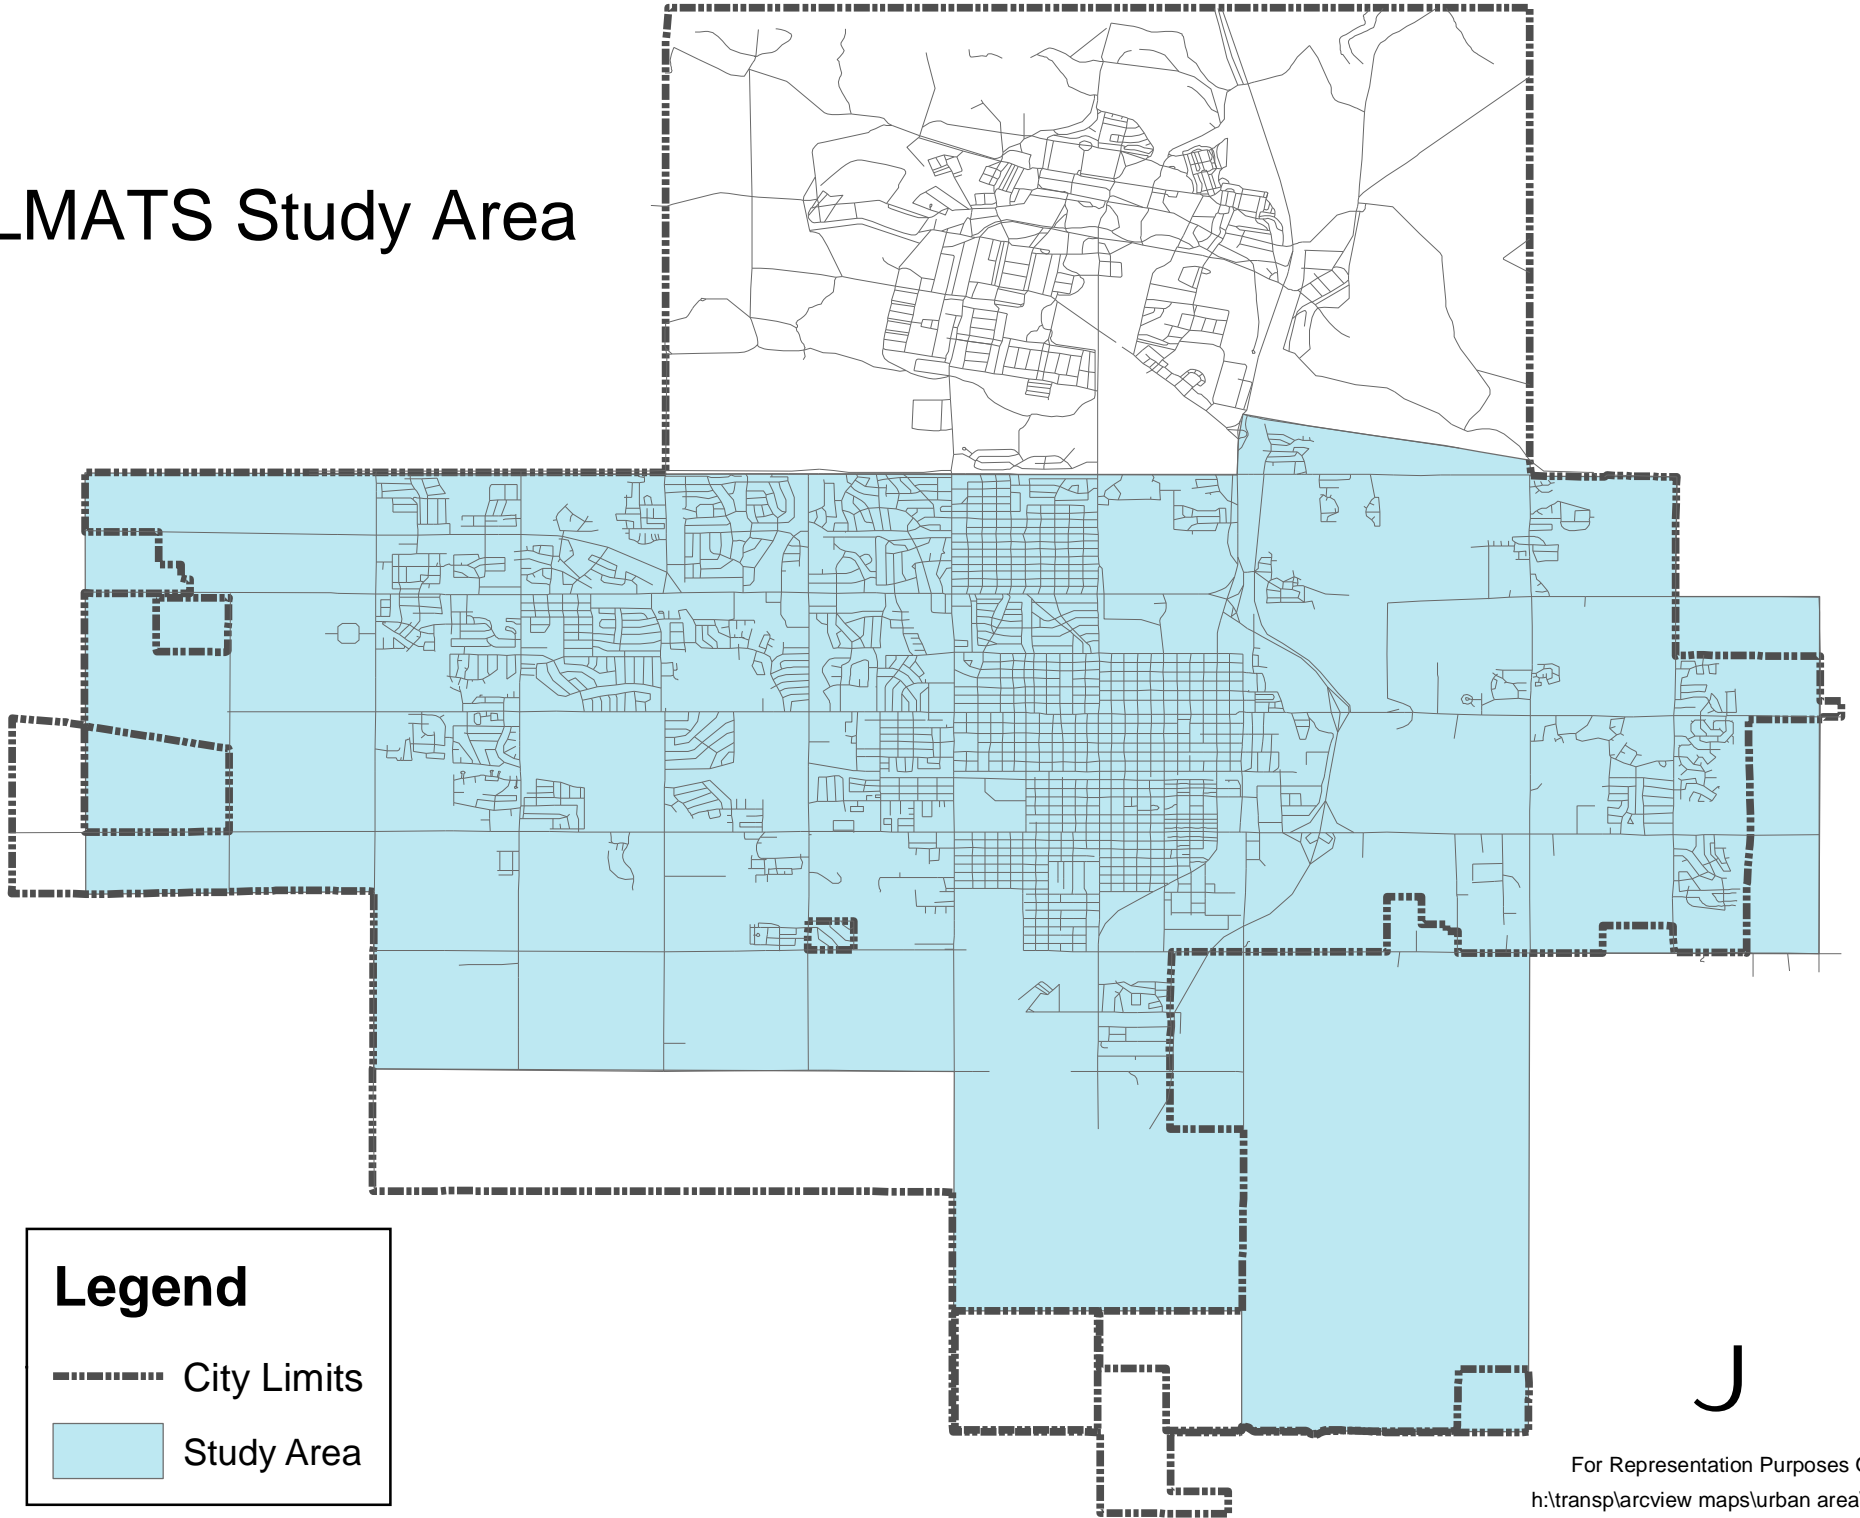 LMATS Study Area
Legend
City Limits
Study Area
J
For Representation Purposes
h:\transp\arcview maps\urban area